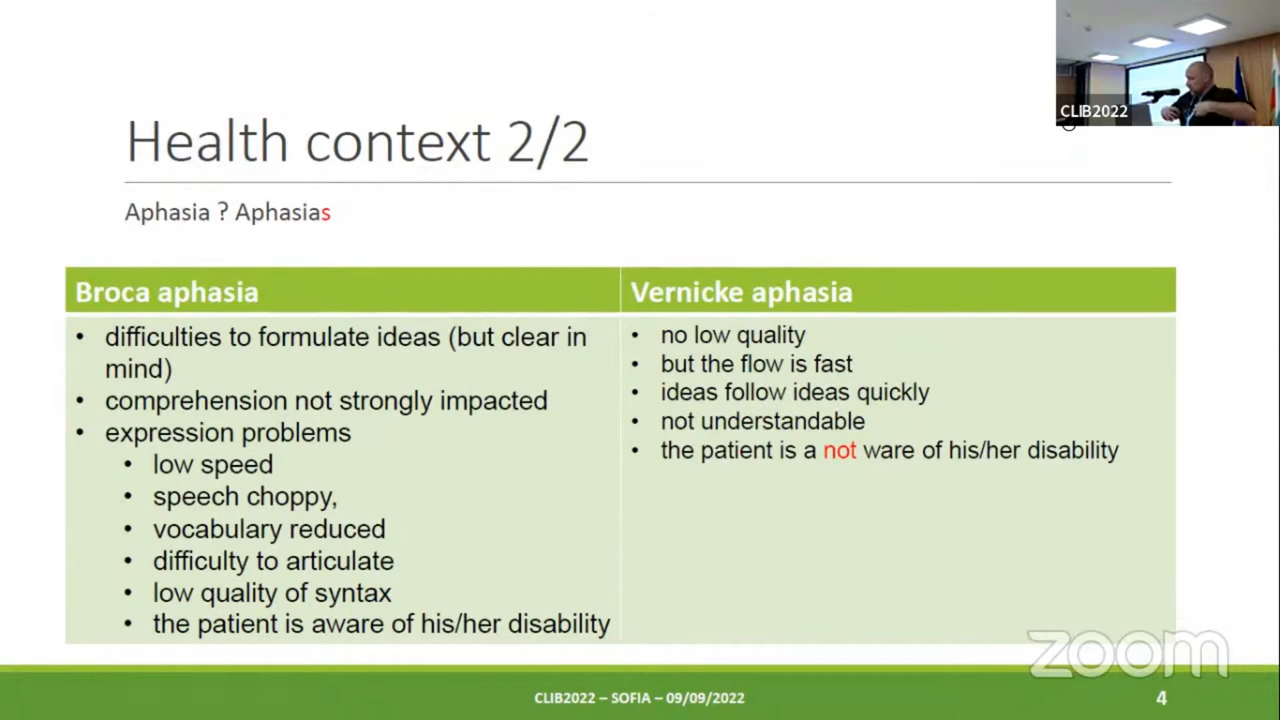 CLIB2022
Health context 2/2
Aphasia ? Aphasias
Broca aphasia
• difficulties to formulate ideas (but clear in
mind)
• comprehension not strongly impacted
• expression problems
• low speed
• speech choppy,
• vocabulary reduced
• difficulty to articulate
• low quality of syntax
• the patient is aware of his/her disability
Vernicke aphasia
• no low quality
• but the flow is fast
• ideas follow ideas quickly
• not understandable
• the patient is a not ware of his/her disability
zoom
CLIB2022 – SOFIA – 09/09/2022
4